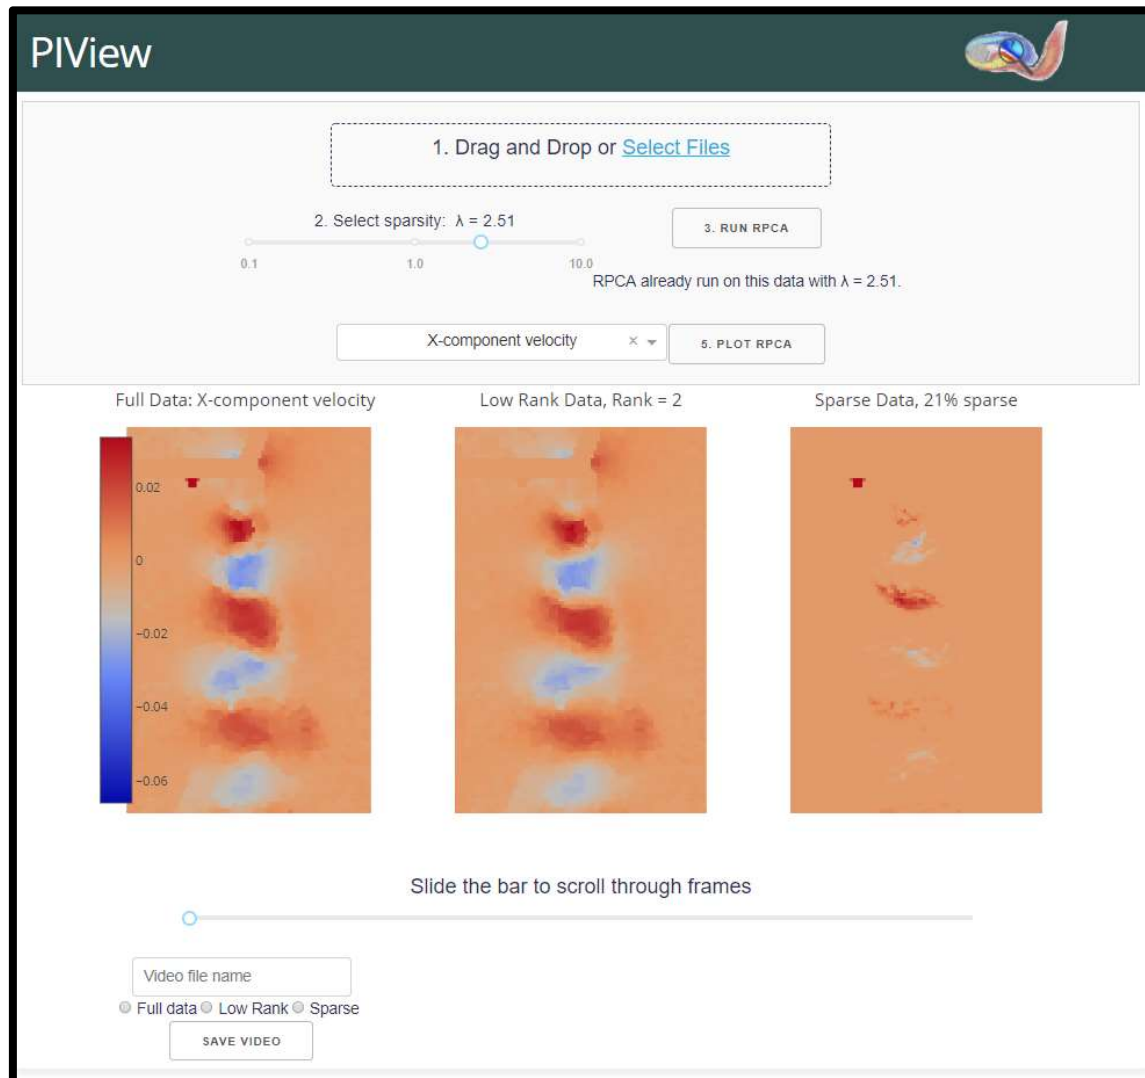 PIView
1. Drag and Drop or Select Files
2. Select sparsity: λ = 2.51
3. RUN RPCA
0.1
1.0
10.0
RPCA already run on this data with λ = 2.51.
X-component velocity
×
5. PLOT RPCA
Full Data: X-component velocity
Low Rank Data, Rank = 2
Sparse Data, 21% sparse
0.02
0
−0.02
−0.04
−0.06
Slide the bar to scroll through frames
Video file name
Full data Low Rank Sparse
SAVE VIDEO